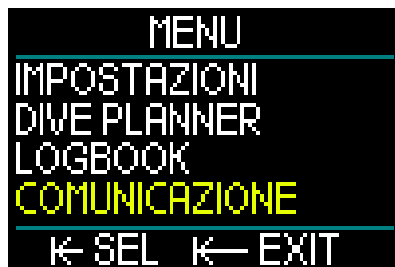 MENU
IMPOSTAZIONI
DIVE PLANNER
LOGBOOK
COMUNICAZIONE
SEL EXIT